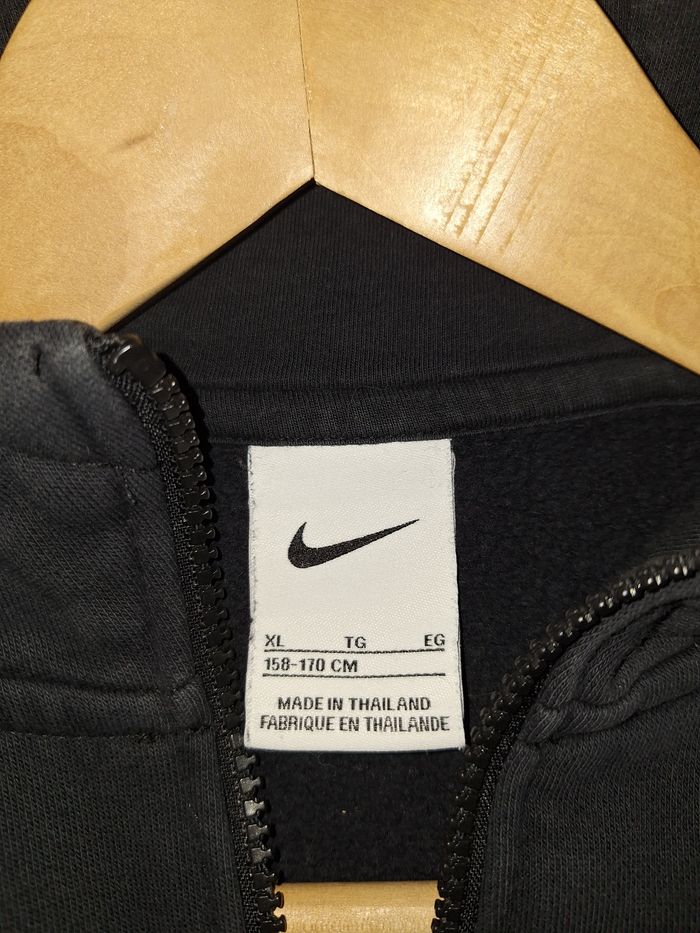 XL TG EG
158-170 CM
MADE IN THAILAND
FABRIQUE EN THAILANDE